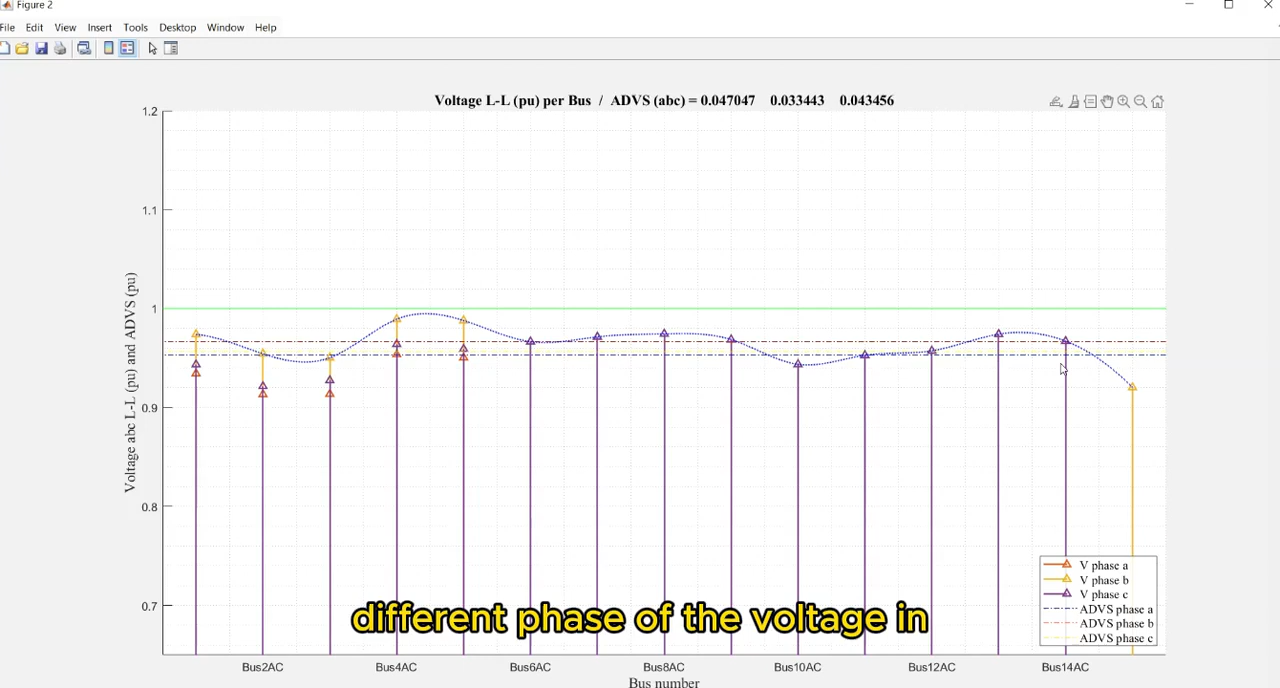 Figure 2
File Edit View Insert Tools Desktop Window Help
Voltage L-L (pu) per Bus / ADVS (abc) = 0.047047 0.033443 0.043456
1.2
1.1
1
0.9
0.8
0.7
Voltage abc L-L (pu) and ADVS (pu)
V phase a
V phase b
V phase c
ADVS phase a
ADVS phase b
ADVS phase c
different phase of the voltage in
Bus2AC Bus4AC Bus6AC Bus8AC Bus10AC Bus12AC Bus14AC
Bus number